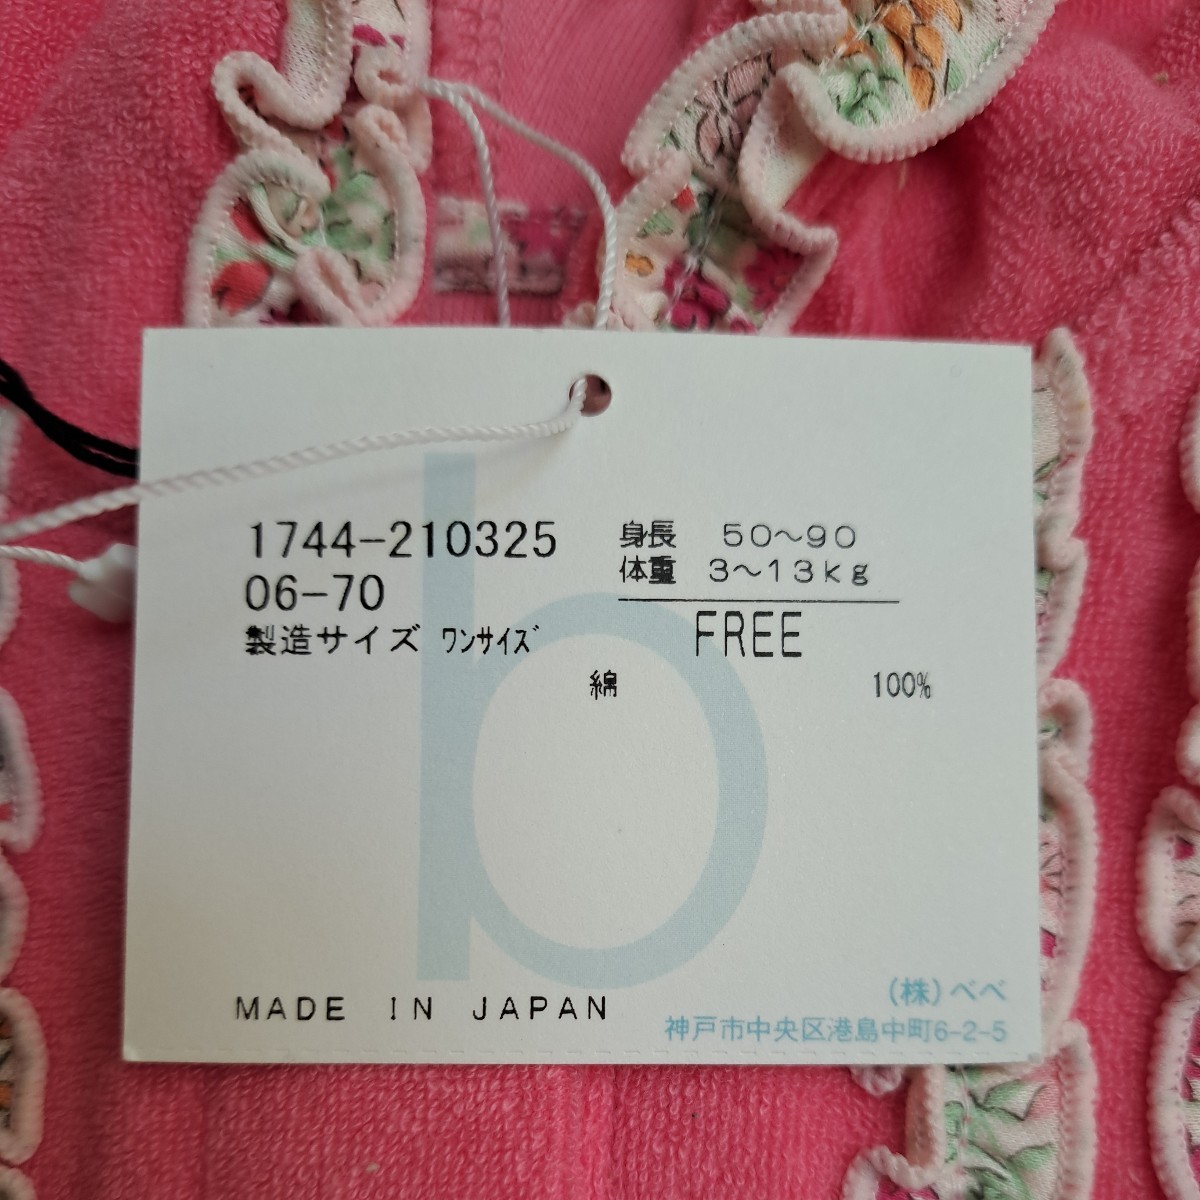 1744-210325
06-70
製造サイズ ﾜﾝｻｲｽﾞ
身長 50～90
体重 3～13kg
FREE
綿 100%
b
MADE IN JAPAN
(株)べべ
神戸市中央区港島中町6-2-5